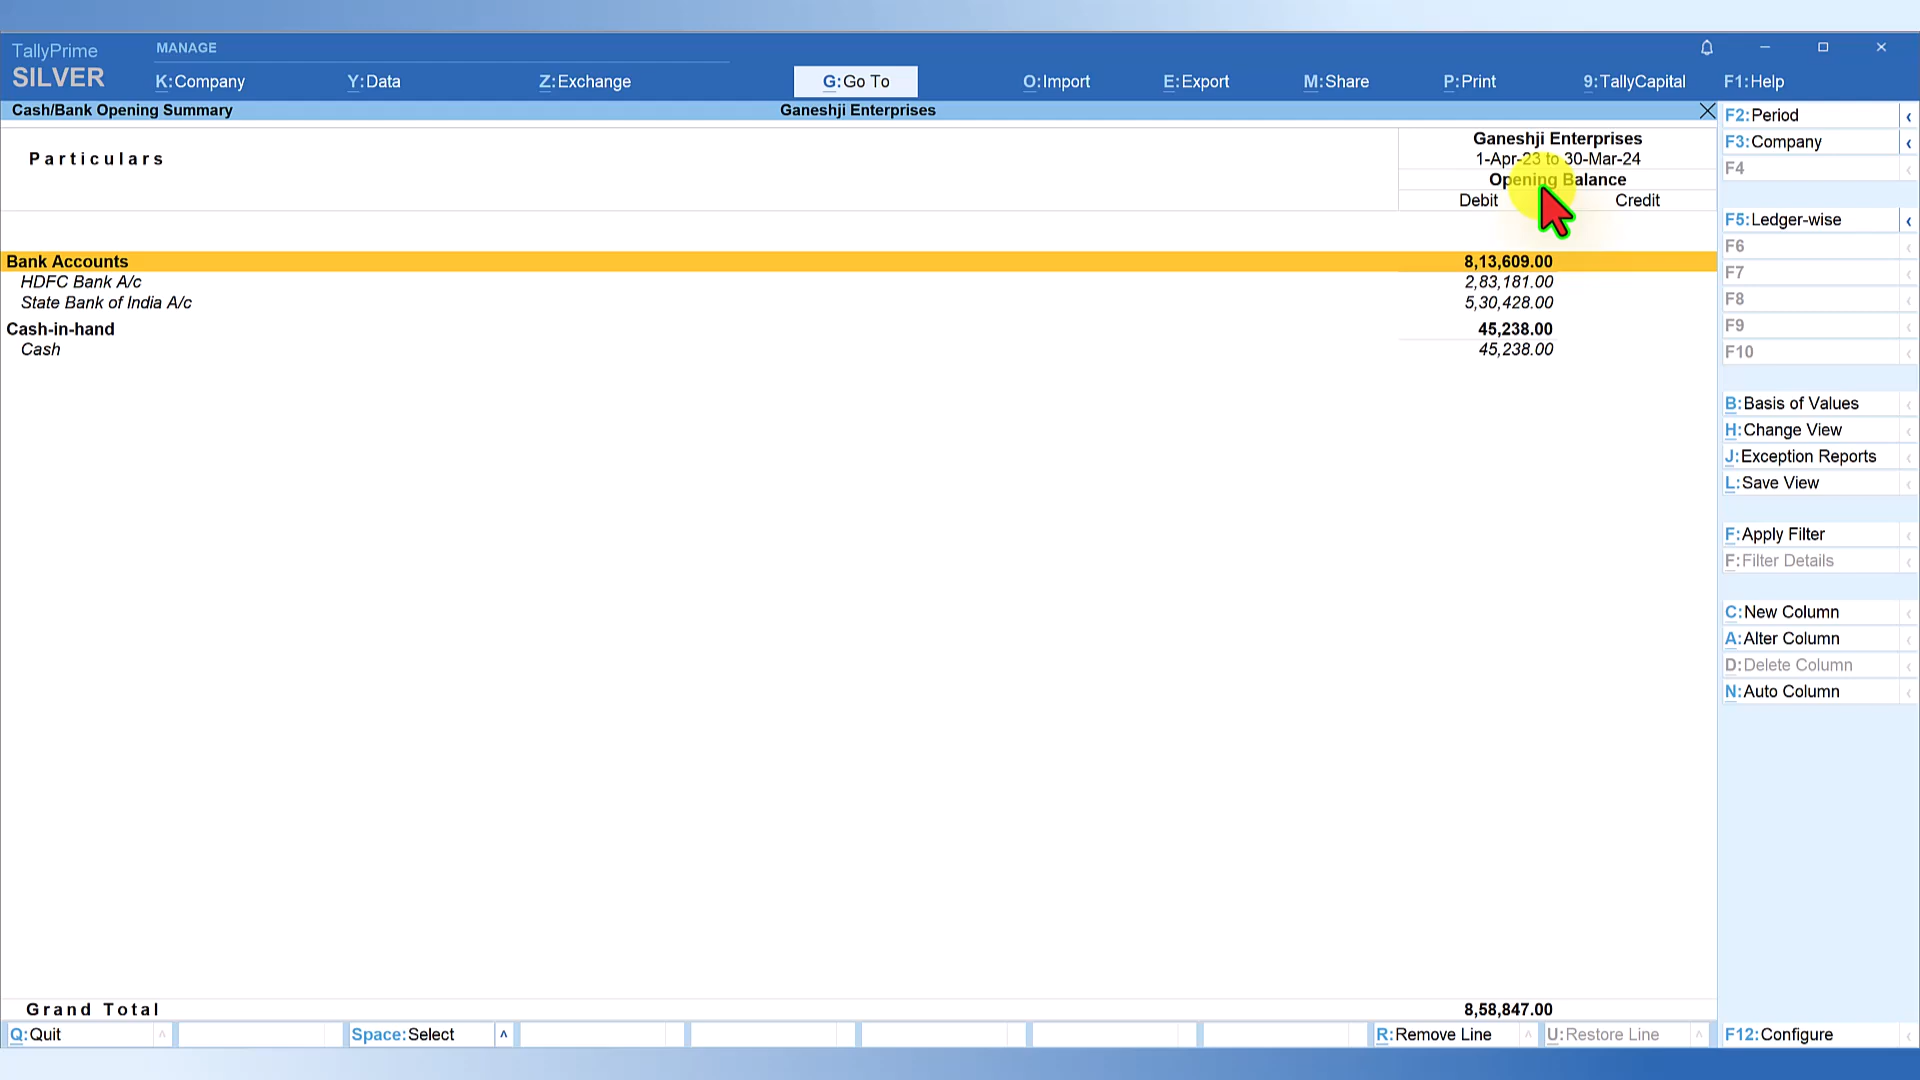 TallyPrime
SILVER
MANAGE
K:Company Y:Data Z:Exchange G:Go To O:Import E:Export M:Share P:Print 9:TallyCapital F1:Help
Cash/Bank Opening Summary Ganeshji Enterprises
Particulars
Ganeshji Enterprises
1-Apr-23 to 30-Mar-24
Opening Balance
Debit Credit
Bank Accounts 8,13,609.00
HDFC Bank A/c 2,83,181.00
State Bank of India A/c 5,30,428.00
Cash-in-hand 45,238.00
Cash 45,238.00
Grand Total 8,58,847.00
F2:Period
F3:Company
F4
F5:Ledger-wise
F6
F7
F8
F9
F10
B:Basis of Values
H:Change View
J:Exception Reports
L:Save View
F:Apply Filter
F:Filter Details
C:New Column
A:Alter Column
D:Delete Column
N:Auto Column
Q:Quit Space:Select R:Remove Line U:Restore Line F12:Configure